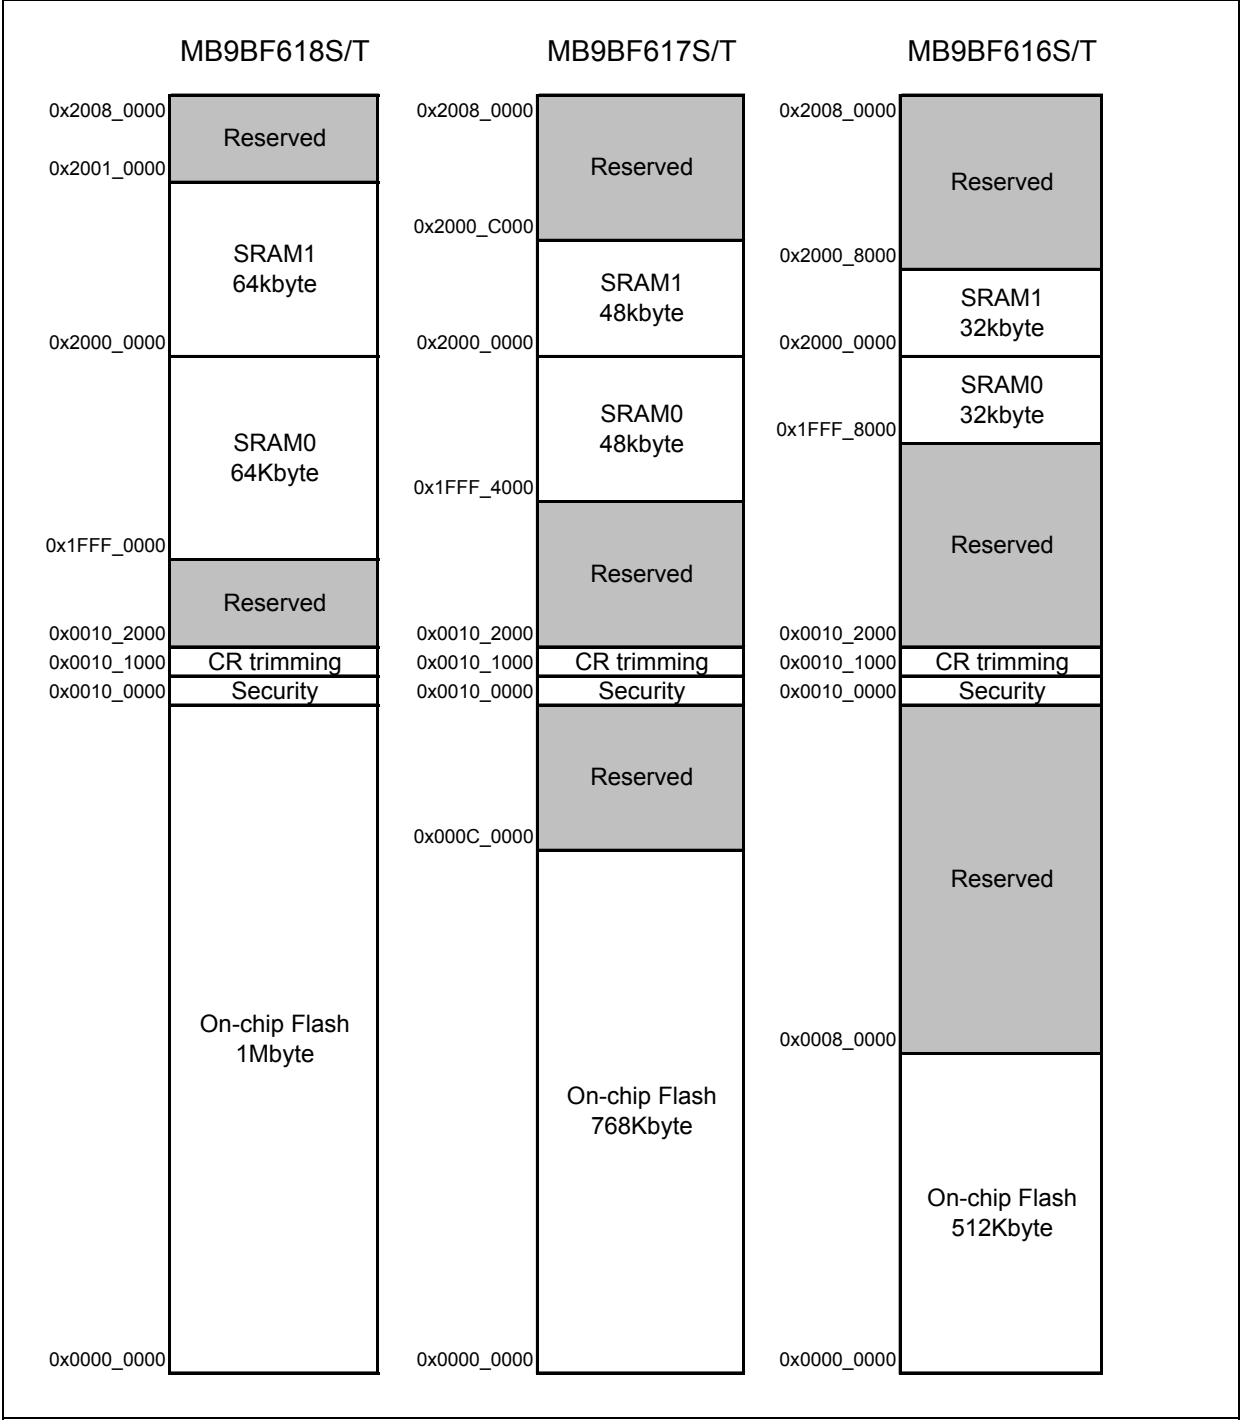 MB9BF618S/T
0x2008_0000
Reserved
0x2001_0000
SRAM1
64kbyte
0x2000_0000
SRAM0
64Kbyte
0x1FFF_0000
Reserved
0x0010_2000
CR trimming
0x0010_1000
Security
0x0010_0000
On-chip Flash
1Mbyte
0x0000_0000
MB9BF617S/T
0x2008_0000
Reserved
0x2000_C000
SRAM1
48kbyte
0x2000_0000
SRAM0
48kbyte
0x1FFF_4000
Reserved
0x0010_2000
CR trimming
0x0010_1000
Security
0x0010_0000
Reserved
0x000C_0000
On-chip Flash
768Kbyte
0x0000_0000
MB9BF616S/T
0x2008_0000
Reserved
0x2000_8000
SRAM1
32kbyte
0x2000_0000
SRAM0
32kbyte
0x1FFF_8000
Reserved
0x0010_2000
CR trimming
0x0010_1000
Security
0x0010_0000
Reserved
0x0008_0000
On-chip Flash
512Kbyte
0x0000_0000